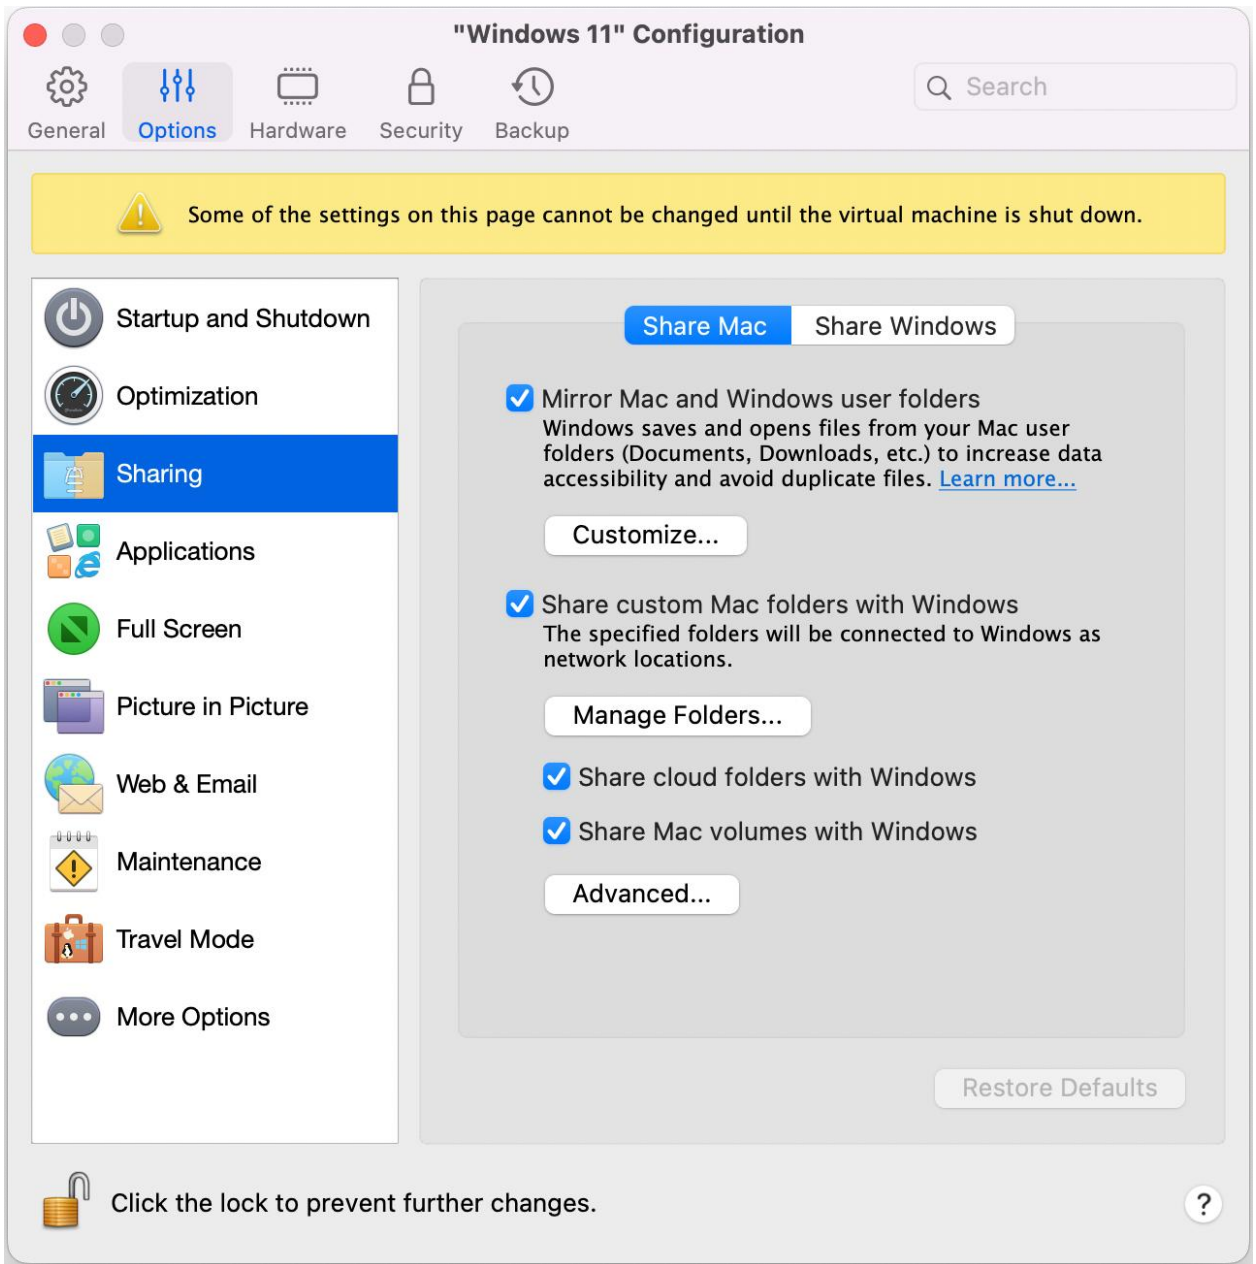 "Windows 11" Configuration
General
Options
Hardware
Security
Backup
Search
Some of the settings on this page cannot be changed until the virtual machine is shut down.
Startup and Shutdown
Optimization
Sharing
Applications
Full Screen
Picture in Picture
Web & Email
Maintenance
Travel Mode
More Options
Share Mac
Share Windows
Mirror Mac and Windows user folders
Windows saves and opens files from your Mac user
folders (Documents, Downloads, etc.) to increase data
accessibility and avoid duplicate files. Learn more...
Customize...
Share custom Mac folders with Windows
The specified folders will be connected to Windows as
network locations.
Manage Folders...
Share cloud folders with Windows
Share Mac volumes with Windows
Advanced...
Restore Defaults
Click the lock to prevent further changes.
?